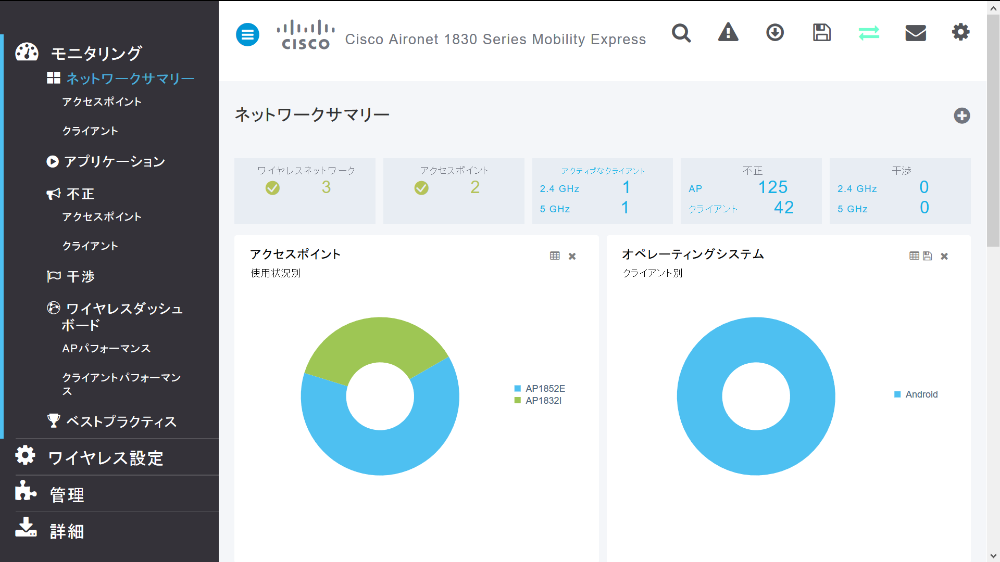 モニタリング
ネットワークサマリー
アクセスポイント
クライアント
アプリケーション
不正
アクセスポイント
クライアント
干渉
ワイヤレスダッシュ
ボード
APパフォーマンス
クライアントパフォーマン
ス
ベストプラクティス
ワイヤレス設定
管理
詳細
CISCO
Cisco Aironet 1830 Series Mobility Express
ネットワークサマリー
ワイヤレスネットワーク
3
アクセスポイント
2
アクティブなクライアント
2.4 GHz 1
5 GHz 1
不正
AP 125
クライアント 42
干渉
2.4 GHz 0
5 GHz 0
アクセスポイント
使用状況別
AP1852E
AP1832I
オペレーティングシステム
クライアント別
Android